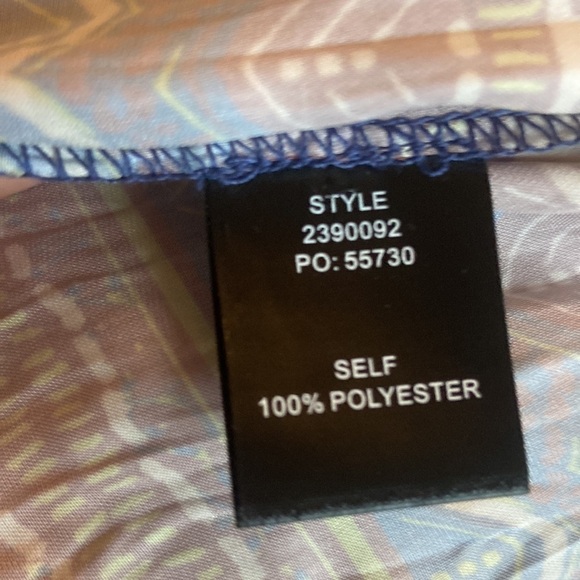 STYLE
2390092
PO: 55730
SELF
100% POLYESTER